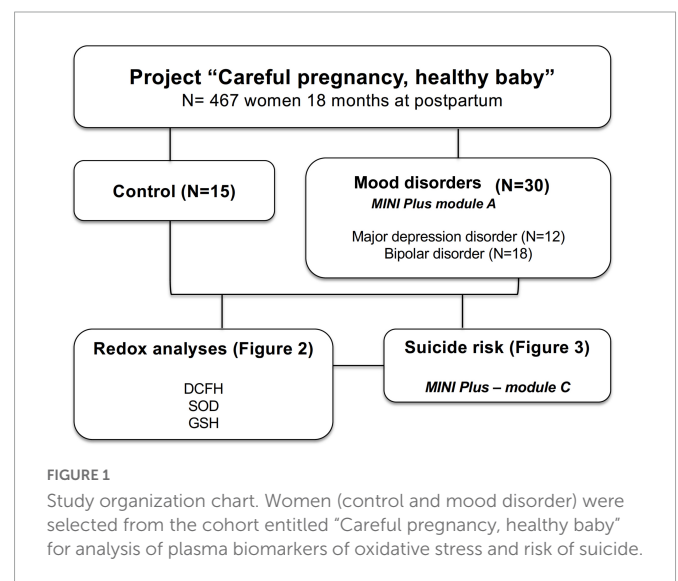 Project “Careful pregnancy, healthy baby”
N= 467 women 18 months at postpartum
Control (N=15)
Mood disorders (N=30)
MINI Plus module A
Major depression disorder (N=12)
Bipolar disorder (N=18)
Redox analyses (Figure 2)
DCFH
SOD
GSH
Suicide risk (Figure 3)
MINI Plus – module C
FIGURE 1
Study organization chart. Women (control and mood disorder) were
selected from the cohort entitled “Careful pregnancy, healthy baby”
for analysis of plasma biomarkers of oxidative stress and risk of suicide.